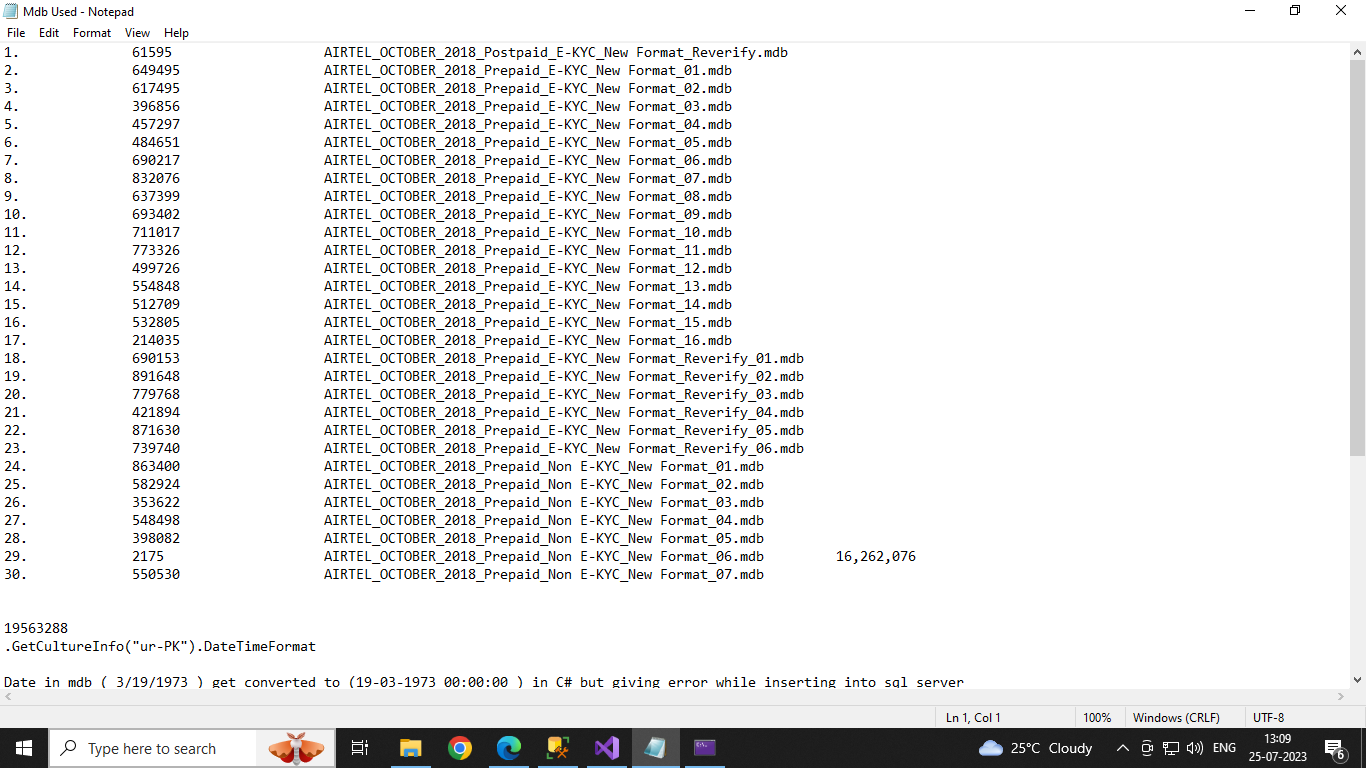 Mdb Used - Notepad
File Edit Format View Help
1. 61595 AIRTEL_OCTOBER_2018_Postpaid_E-KYC_New Format_Reverify.mdb
2. 649495 AIRTEL_OCTOBER_2018_Prepaid_E-KYC_New Format_01.mdb
3. 617495 AIRTEL_OCTOBER_2018_Prepaid_E-KYC_New Format_02.mdb
4. 396856 AIRTEL_OCTOBER_2018_Prepaid_E-KYC_New Format_03.mdb
5. 457297 AIRTEL_OCTOBER_2018_Prepaid_E-KYC_New Format_04.mdb
6. 484651 AIRTEL_OCTOBER_2018_Prepaid_E-KYC_New Format_05.mdb
7. 690217 AIRTEL_OCTOBER_2018_Prepaid_E-KYC_New Format_06.mdb
8. 832076 AIRTEL_OCTOBER_2018_Prepaid_E-KYC_New Format_07.mdb
9. 637399 AIRTEL_OCTOBER_2018_Prepaid_E-KYC_New Format_08.mdb
10. 693402 AIRTEL_OCTOBER_2018_Prepaid_E-KYC_New Format_09.mdb
11. 711017 AIRTEL_OCTOBER_2018_Prepaid_E-KYC_New Format_10.mdb
12. 773326 AIRTEL_OCTOBER_2018_Prepaid_E-KYC_New Format_11.mdb
13. 499726 AIRTEL_OCTOBER_2018_Prepaid_E-KYC_New Format_12.mdb
14. 554848 AIRTEL_OCTOBER_2018_Prepaid_E-KYC_New Format_13.mdb
15. 512709 AIRTEL_OCTOBER_2018_Prepaid_E-KYC_New Format_14.mdb
16. 532805 AIRTEL_OCTOBER_2018_Prepaid_E-KYC_New Format_15.mdb
17. 214035 AIRTEL_OCTOBER_2018_Prepaid_E-KYC_New Format_16.mdb
18. 690153 AIRTEL_OCTOBER_2018_Prepaid_E-KYC_New Format_Reverify_01.mdb
19. 891648 AIRTEL_OCTOBER_2018_Prepaid_E-KYC_New Format_Reverify_02.mdb
20. 779768 AIRTEL_OCTOBER_2018_Prepaid_E-KYC_New Format_Reverify_03.mdb
21. 421894 AIRTEL_OCTOBER_2018_Prepaid_E-KYC_New Format_Reverify_04.mdb
22. 871630 AIRTEL_OCTOBER_2018_Prepaid_E-KYC_New Format_Reverify_05.mdb
23. 739740 AIRTEL_OCTOBER_2018_Prepaid_E-KYC_New Format_Reverify_06.mdb
24. 863400 AIRTEL_OCTOBER_2018_Prepaid_Non E-KYC_New Format_01.mdb
25. 582924 AIRTEL_OCTOBER_2018_Prepaid_Non E-KYC_New Format_02.mdb
26. 353622 AIRTEL_OCTOBER_2018_Prepaid_Non E-KYC_New Format_03.mdb
27. 548498 AIRTEL_OCTOBER_2018_Prepaid_Non E-KYC_New Format_04.mdb
28. 398082 AIRTEL_OCTOBER_2018_Prepaid_Non E-KYC_New Format_05.mdb
29. 2175 AIRTEL_OCTOBER_2018_Prepaid_Non E-KYC_New Format_06.mdb 16,262,076
30. 550530 AIRTEL_OCTOBER_2018_Prepaid_Non E-KYC_New Format_07.mdb
19563288
.GetCultureInfo("ur-PK").DateTimeFormat
Date in mdb ( 3/19/1973 ) get converted to (19-03-1973 00:00:00 ) in C# but giving error while inserting into sql server
Ln 1, Col 1 100% Windows (CRLF) UTF-8
Type here to search 25°C Cloudy ENG 13:09
25-07-2023 6